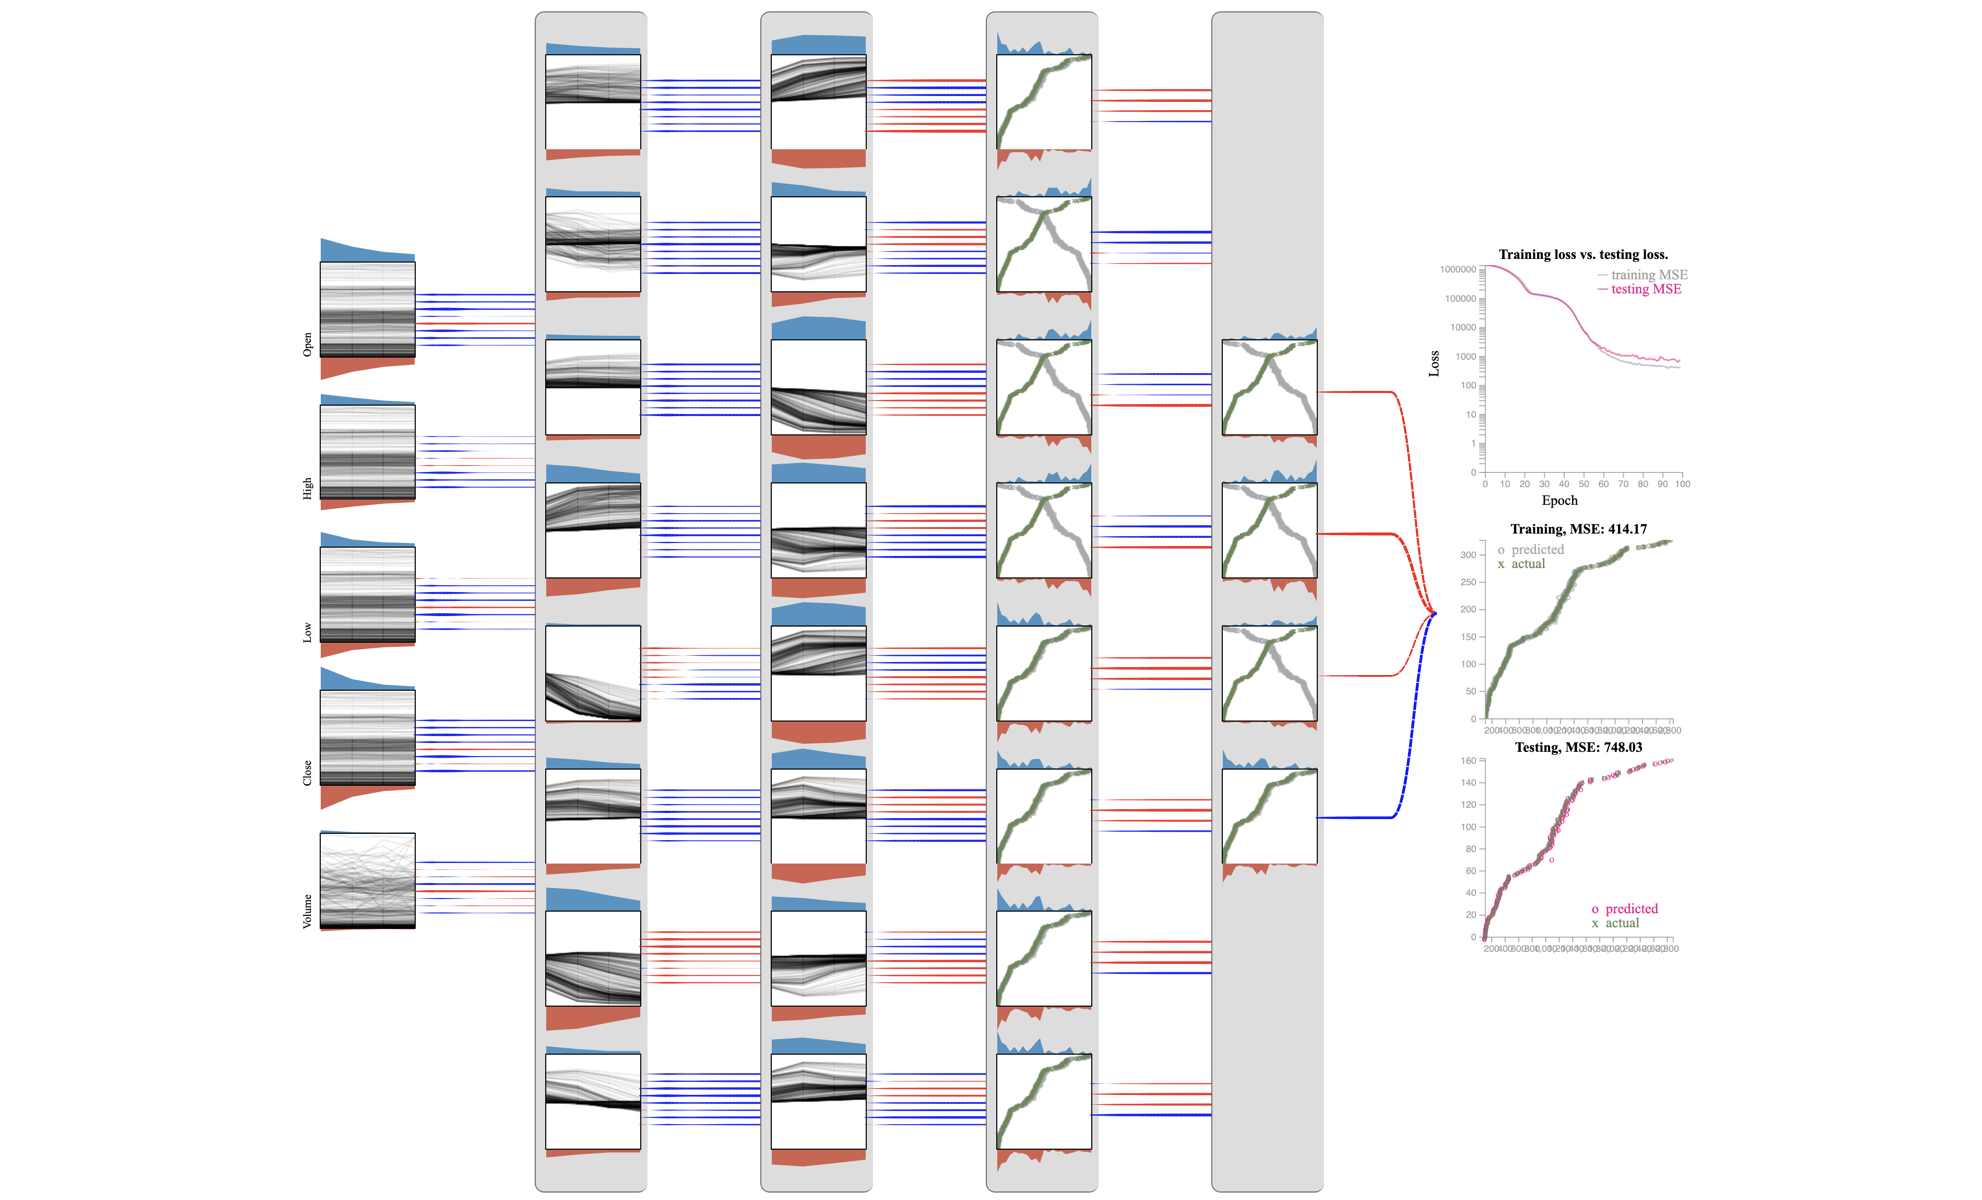 Open
High
Low
Close
Volume
Training loss vs. testing loss.
training MSE
testing MSE
1000000
100000
10000
1000
100
10
1
0
Loss
0 10 20 30 40 50 60 70 80 90 100
Epoch
Training, MSE: 414.17
o predicted
x actual
300
250
200
150
100
50
0
Testing, MSE: 748.03
160
140
120
100
80
60
40
20
0
o predicted
x actual